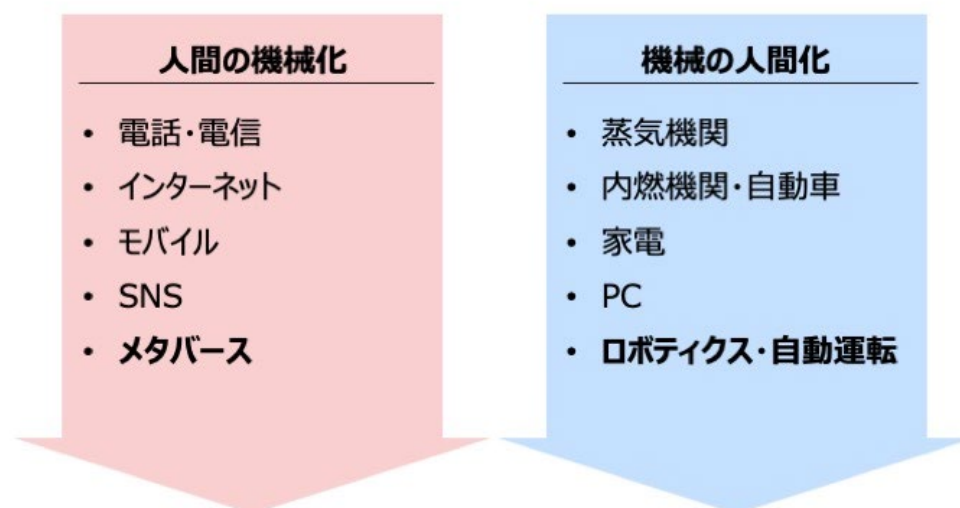 人間の機械化
• 電話・電信
• インターネット
• モバイル
• SNS
• メタバース
機械の人間化
• 蒸気機関
• 内燃機関・自動車
• 家電
• PC
• ロボティクス・自動運転